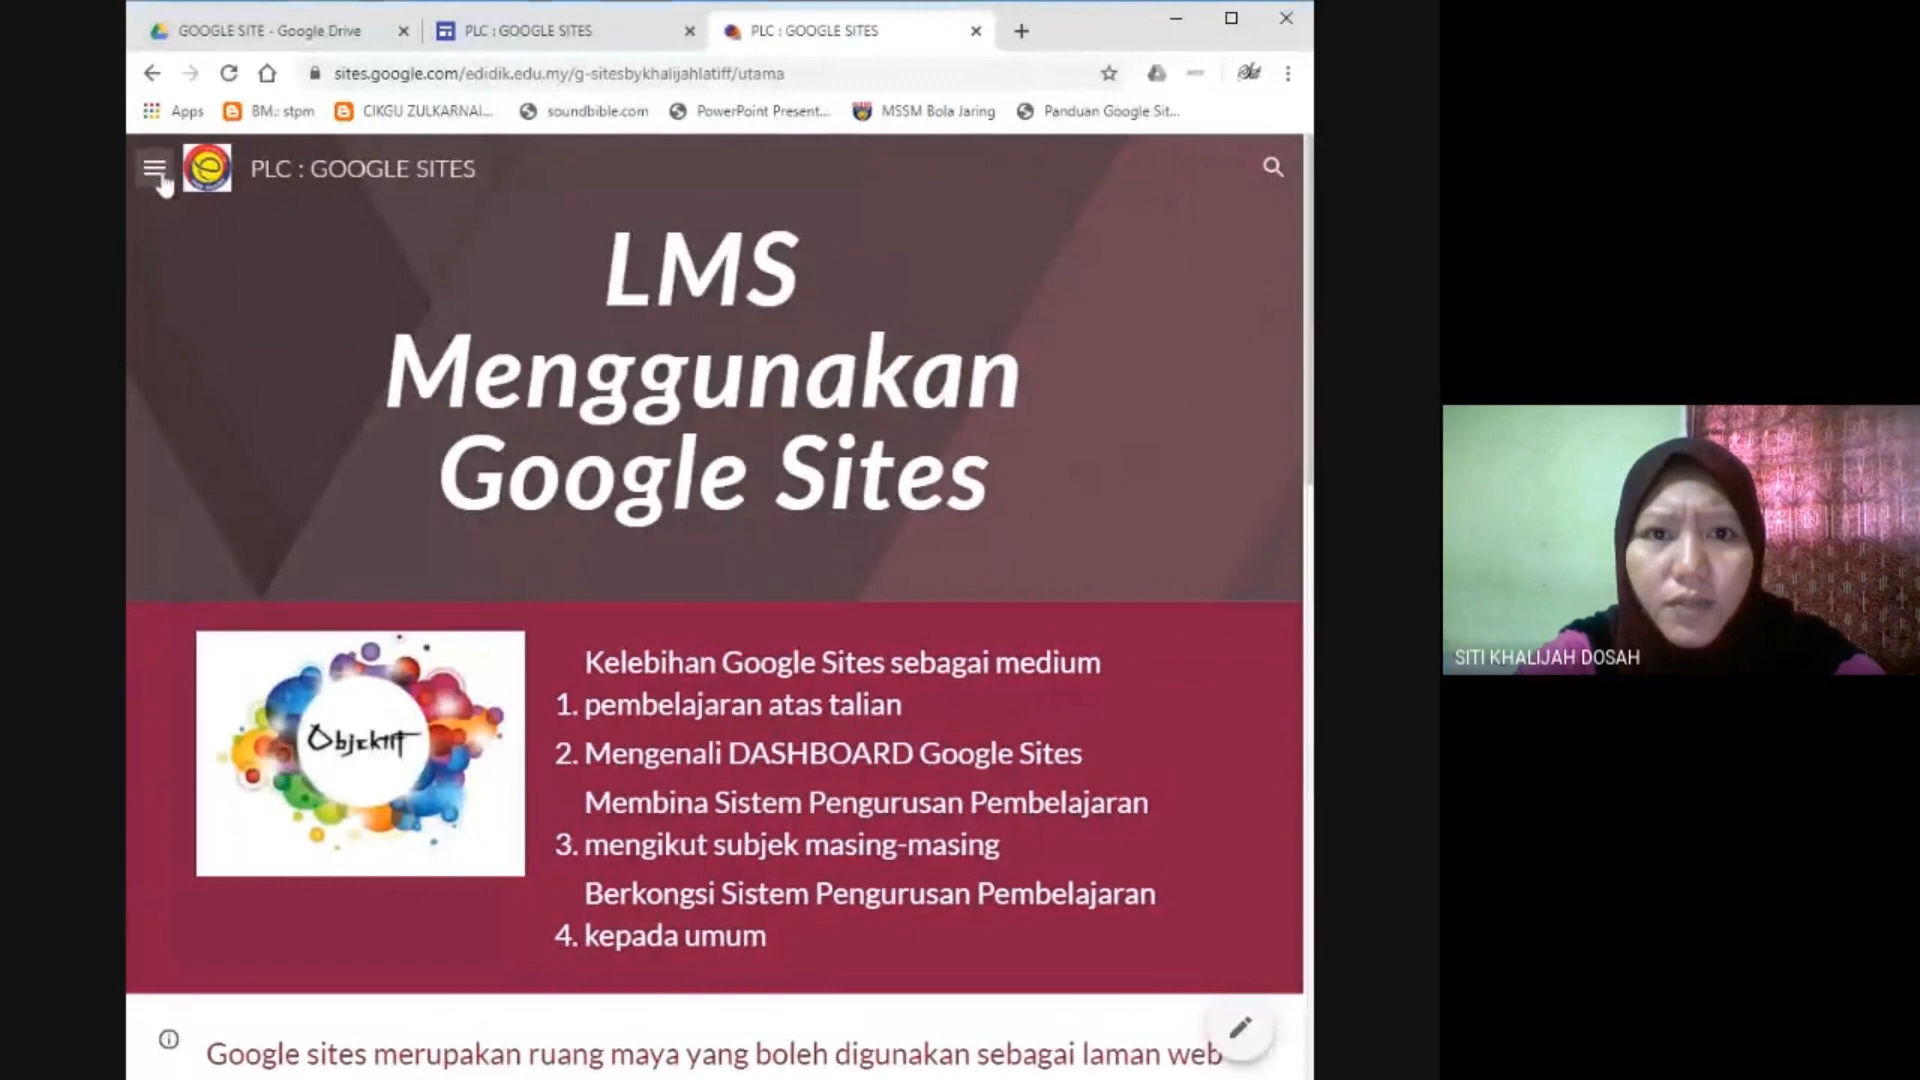 GOOGLE SITE - Google Drive
PLC : GOOGLE SITES
PLC : GOOGLE SITES
sites.google.com/edidik.edu.my/g-sitesbykhalijahlatiff/utama
Apps
BM.: stpm
CIKGU ZULKARNAI...
soundbible.com
PowerPoint Present...
MSSM Bola Jaring
Panduan Google Sit...
PLC : GOOGLE SITES
LMS
Menggunakan
Google Sites
Objektif
Kelebihan Google Sites sebagai medium
1. pembelajaran atas talian
2. Mengenali DASHBOARD Google Sites
Membina Sistem Pengurusan Pembelajaran
3. mengikut subjek masing-masing
Berkongsi Sistem Pengurusan Pembelajaran
4. kepada umum
Google sites merupakan ruang maya yang boleh digunakan sebagai laman web
SITI KHALIJAH DOSAH